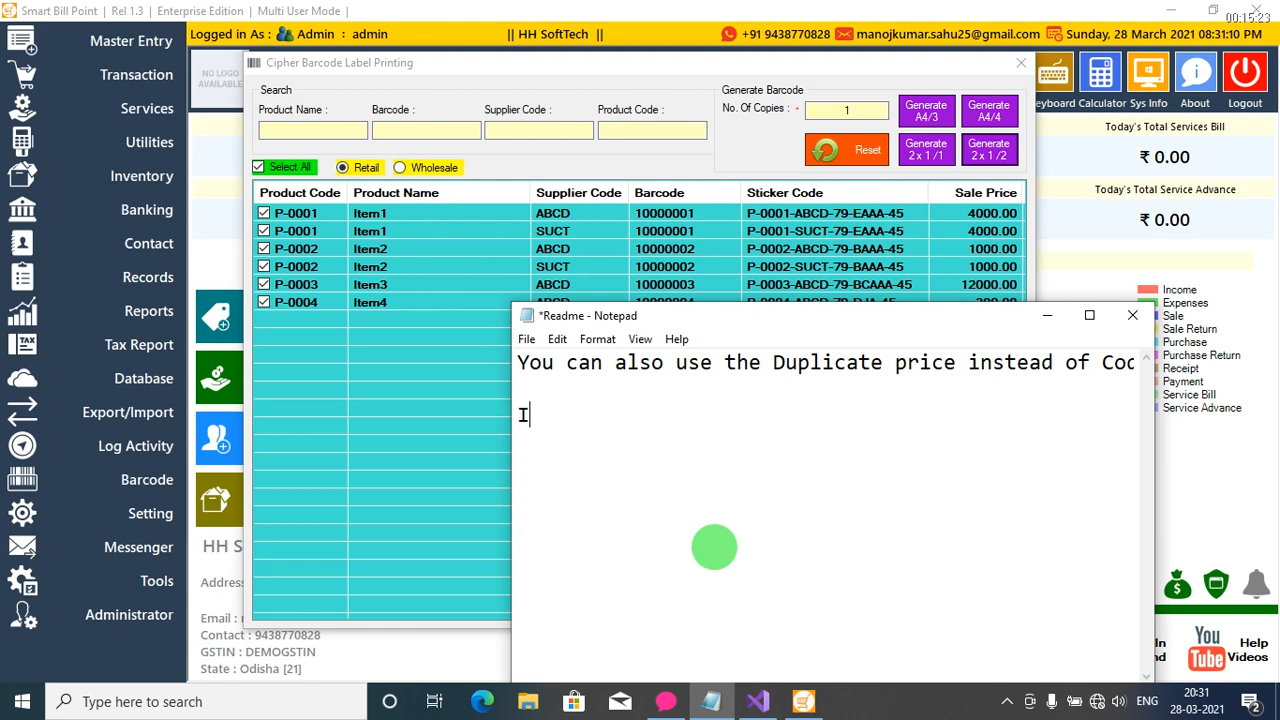 Smart Bill Point | Rel 1.3 | Enterprise Edition | Multi User Mode |
00:15:23
Logged in As : Admin : admin || HH SoftTech || +91 9438770828 manojkumar.sahu25@gmail.com Sunday, 28 March 2021 08:31:10 PM
Master Entry
Transaction
Services
Utilities
Inventory
Banking
Contact
Records
Reports
Tax Report
Database
Export/Import
Log Activity
Barcode
Setting
Messenger
Tools
Administrator
NO LOGO
AVAILABLE
Cipher Barcode Label Printing
Search
Product Name : Barcode : Supplier Code : Product Code :
Generate Barcode
No. Of Copies : * 1
Generate A4/3
Generate A4/4
Reset
Generate 2 x 1 /1
Generate 2 x 1 /2
Select All Retail Wholesale
Product Code Product Name Supplier Code Barcode Sticker Code Sale Price
P-0001 Item1 ABCD 10000001 P-0001-ABCD-79-EAAA-45 4000.00
P-0001 Item1 SUCT 10000001 P-0001-SUCT-79-EAAA-45 4000.00
P-0002 Item2 ABCD 10000002 P-0002-ABCD-79-BAAA-45 1000.00
P-0002 Item2 SUCT 10000002 P-0002-SUCT-79-BAAA-45 1000.00
P-0003 Item3 ABCD 10000003 P-0003-ABCD-79-BCAAA-45 12000.00
P-0004 Item4
eyboard Calculator Sys Info About Logout
Today's Total Services Bill
₹ 0.00
Today's Total Service Advance
₹ 0.00
Income
Expenses
Sale
Sale Return
Purchase
Purchase Return
Receipt
Payment
Service Bill
Service Advance
*Readme - Notepad
File Edit Format View Help
You can also use the Duplicate price instead of Cod
I
HH S
Address
Email :
Contact : 9438770828
GSTIN : DEMOGSTIN
State : Odisha [21]
You
Tube
Help
Videos
Type here to search
ENG
20:31
28-03-2021
2